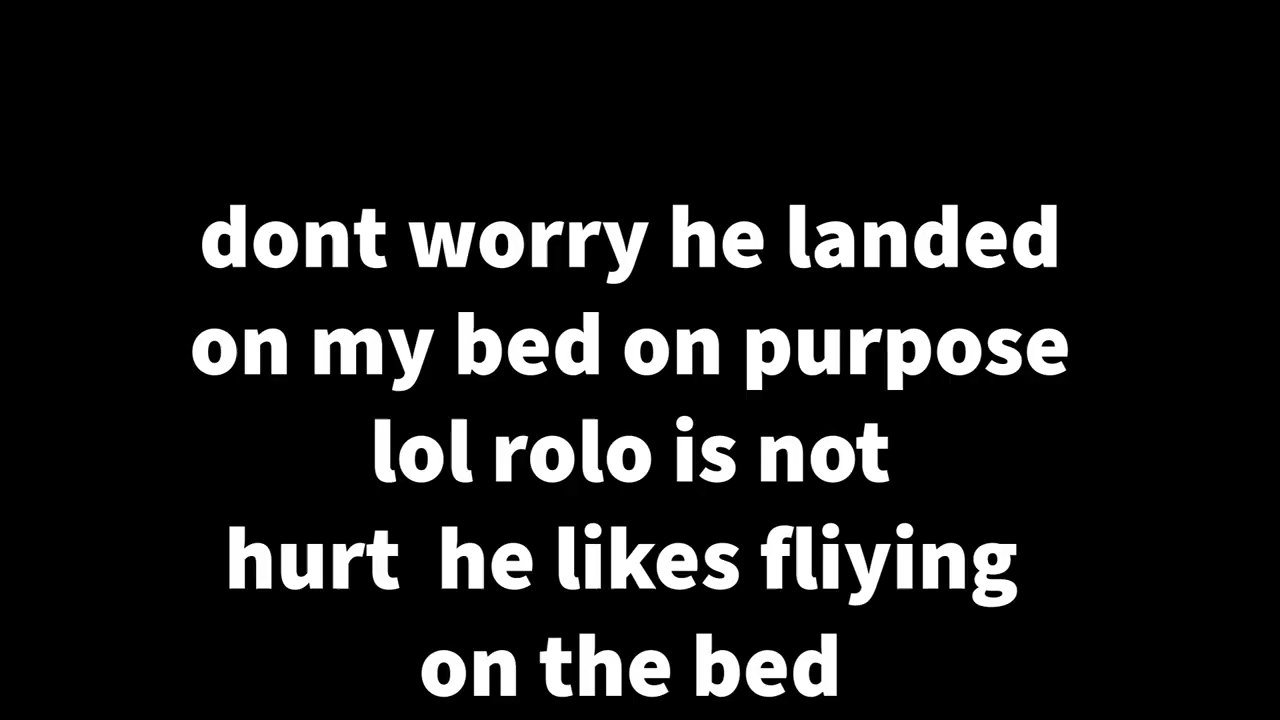 dont worry he landed
on my bed on purpose
lol rolo is not
hurt  he likes fliying
on the bed